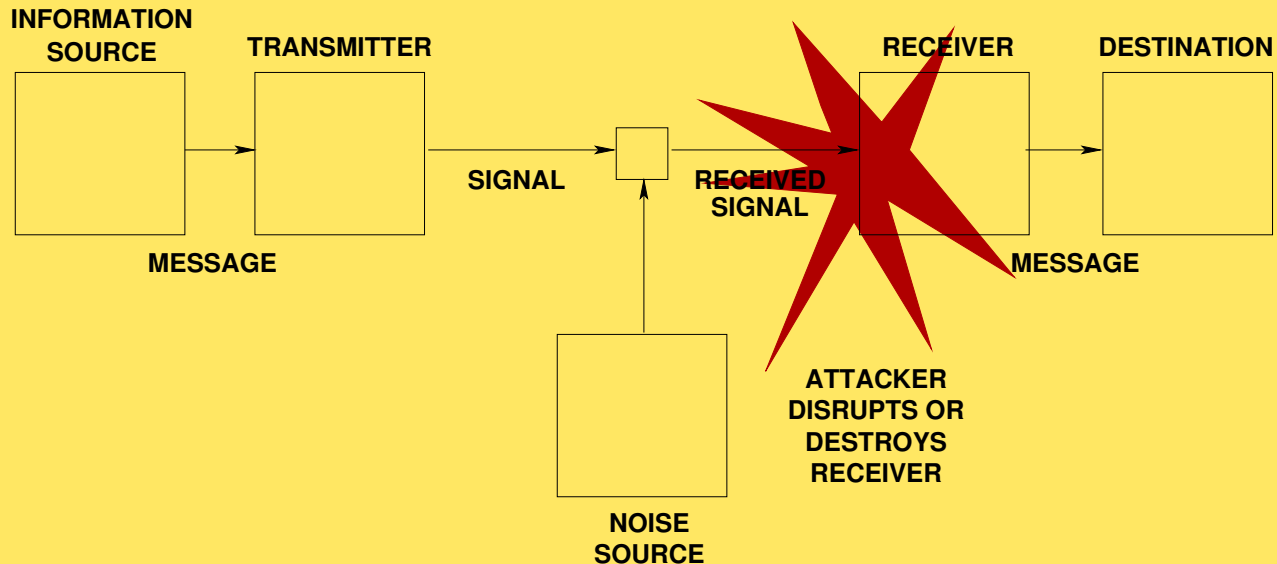 INFORMATION
SOURCE
TRANSMITTER
RECEIVER
DESTINATION
SIGNAL
RECEIVED
SIGNAL
MESSAGE
MESSAGE
ATTACKER
DISRUPTS OR
DESTROYS
RECEIVER
NOISE
SOURCE